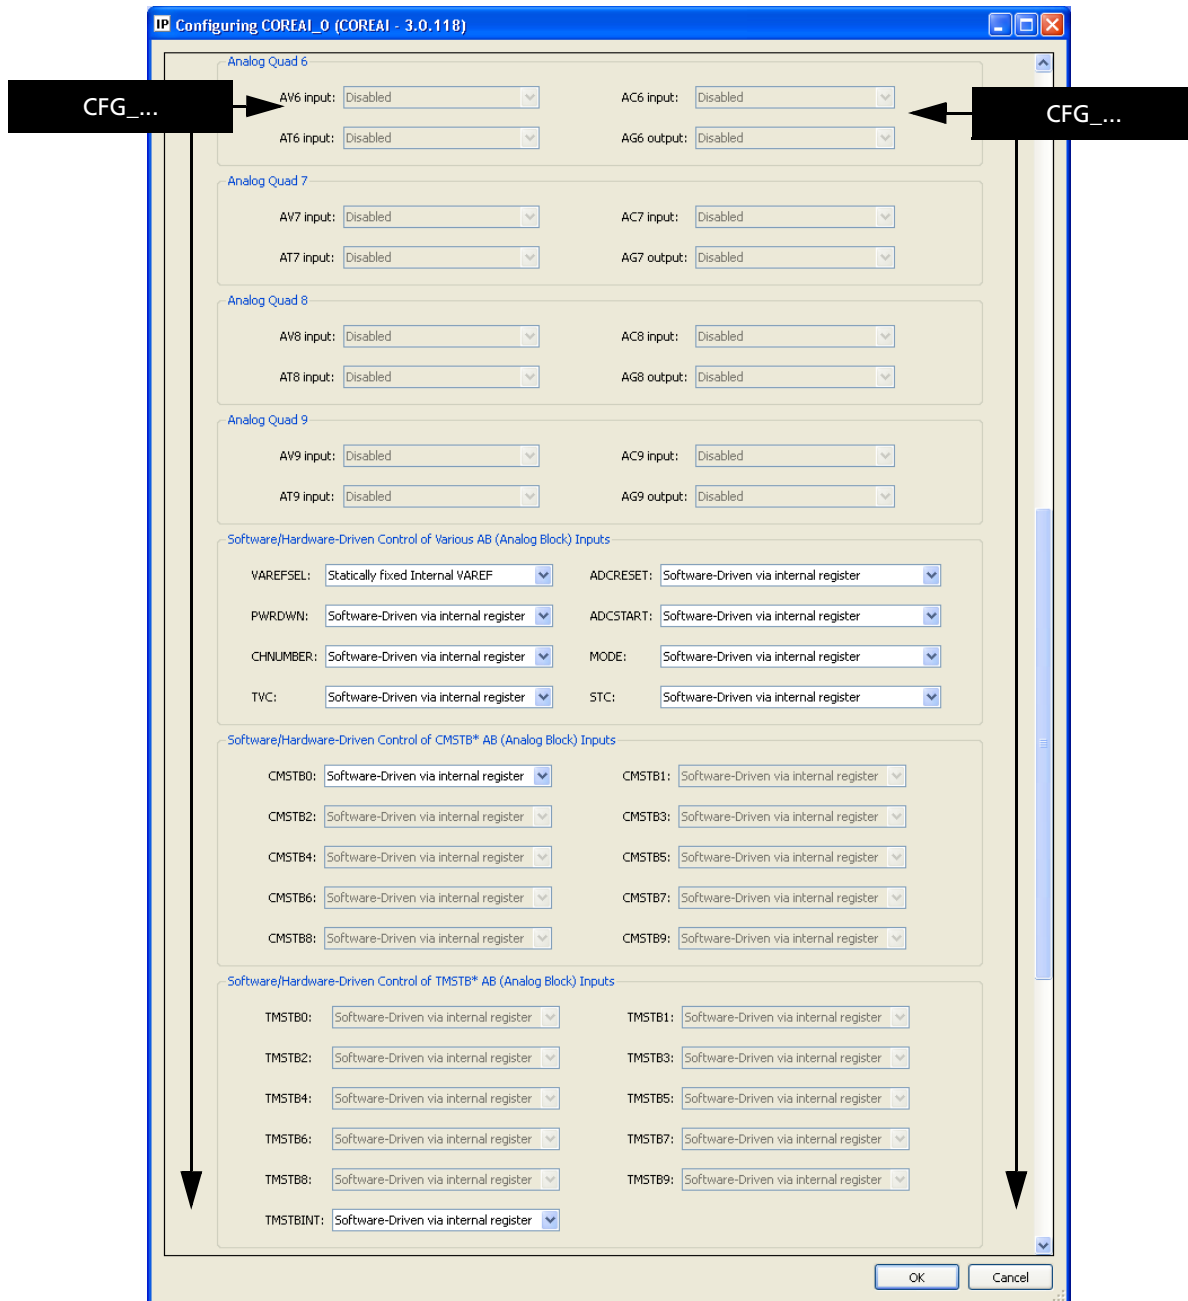 IP Configuring COREAI_0 (COREAI - 3.0.118)
Analog Quad 6
CFG_...
AV6 input: Disabled
AC6 input: Disabled
CFG_...
AT6 input: Disabled
AG6 output: Disabled
Analog Quad 7
AV7 input: Disabled
AC7 input: Disabled
AT7 input: Disabled
AG7 output: Disabled
Analog Quad 8
AV8 input: Disabled
AC8 input: Disabled
AT8 input: Disabled
AG8 output: Disabled
Analog Quad 9
AV9 input: Disabled
AC9 input: Disabled
AT9 input: Disabled
AG9 output: Disabled
Software/Hardware-Driven Control of Various AB (Analog Block) Inputs
VAREFSEL: Statically fixed Internal VAREF
ADCRESET: Software-Driven via internal register
PWRDWN: Software-Driven via internal register
ADCSTART: Software-Driven via internal register
CHNUMBER: Software-Driven via internal register
MODE: Software-Driven via internal register
TVC: Software-Driven via internal register
STC: Software-Driven via internal register
Software/Hardware-Driven Control of CMSTB* AB (Analog Block) Inputs
CMSTB0: Software-Driven via internal register
CMSTB1: Software-Driven via internal register
CMSTB2: Software-Driven via internal register
CMSTB3: Software-Driven via internal register
CMSTB4: Software-Driven via internal register
CMSTB5: Software-Driven via internal register
CMSTB6: Software-Driven via internal register
CMSTB7: Software-Driven via internal register
CMSTB8: Software-Driven via internal register
CMSTB9: Software-Driven via internal register
Software/Hardware-Driven Control of TMSTB* AB (Analog Block) Inputs
TMSTB0: Software-Driven via internal register
TMSTB1: Software-Driven via internal register
TMSTB2: Software-Driven via internal register
TMSTB3: Software-Driven via internal register
TMSTB4: Software-Driven via internal register
TMSTB5: Software-Driven via internal register
TMSTB6: Software-Driven via internal register
TMSTB7: Software-Driven via internal register
TMSTB8: Software-Driven via internal register
TMSTB9: Software-Driven via internal register
TMSTBINT: Software-Driven via internal register
OK
Cancel